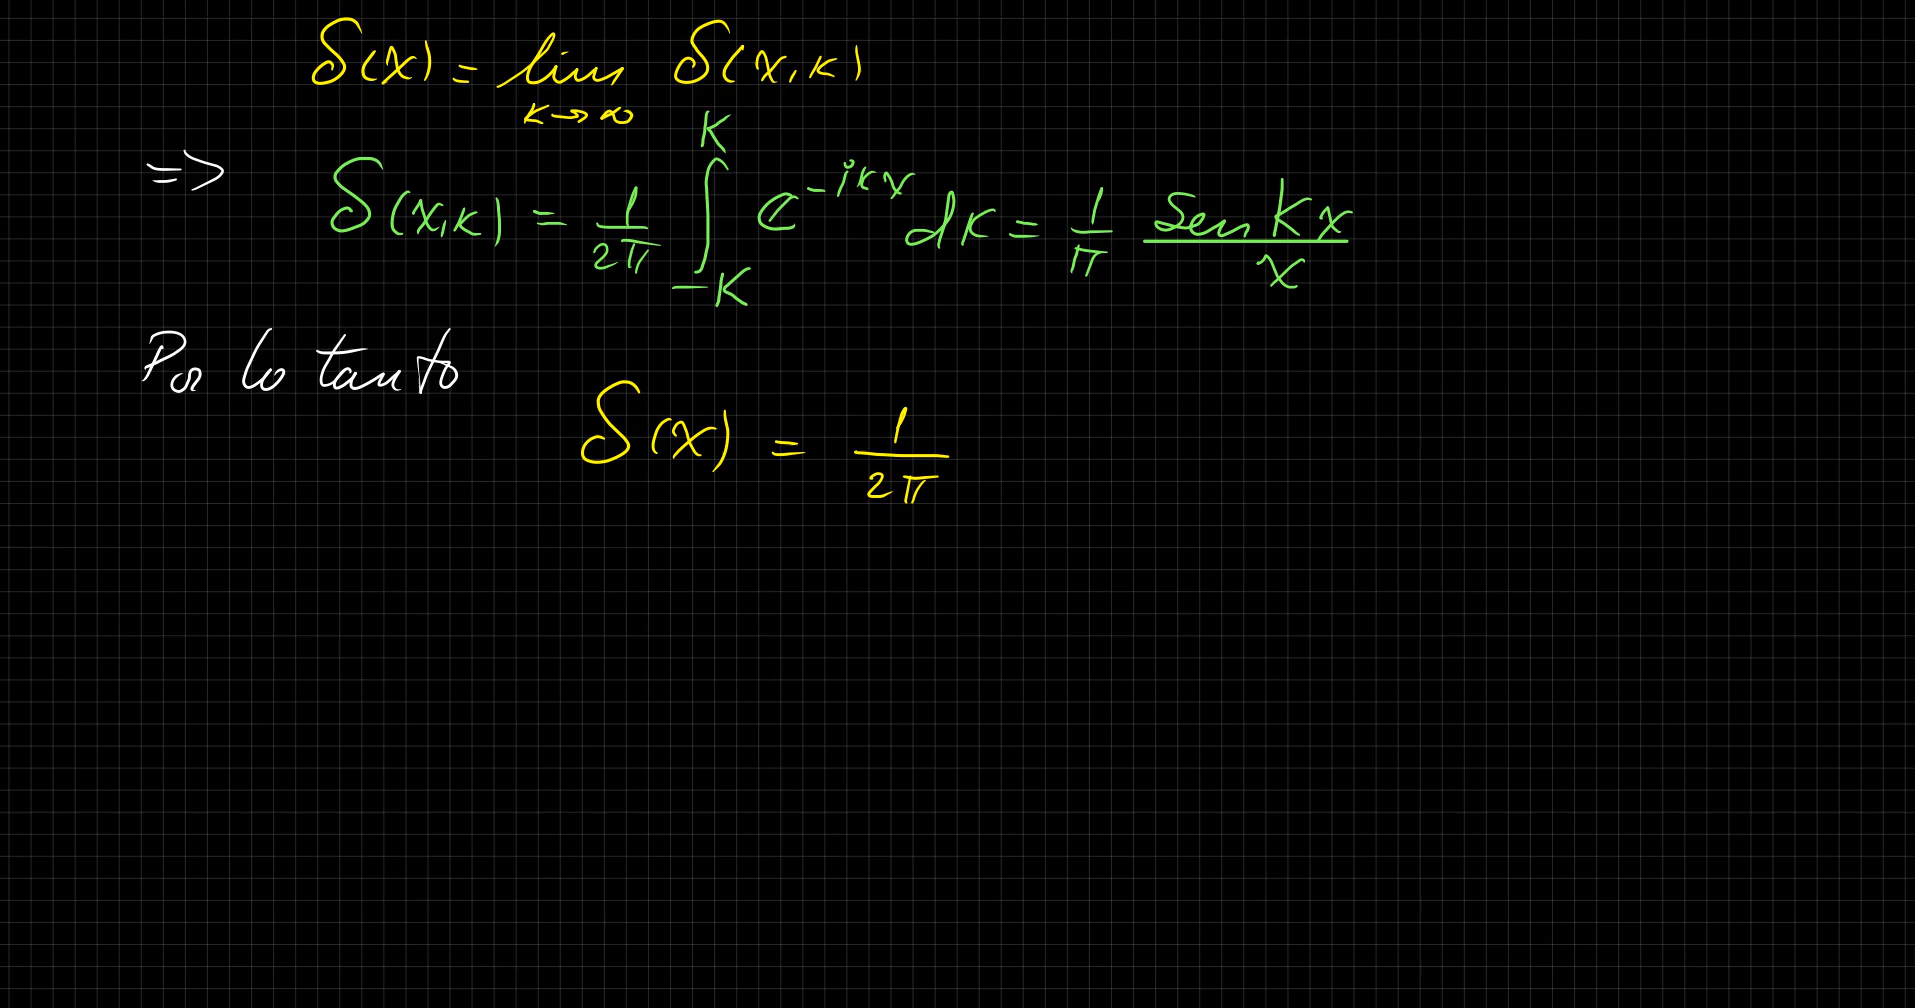 δ(x) = lim δ(x,k)
k→∞
⇒ δ(x,k) = 1/2π ∫_{-K}^{K} e^{-ikx} dk = 1/π sen Kx / x
Por lo tanto
δ(x) = 1/2π